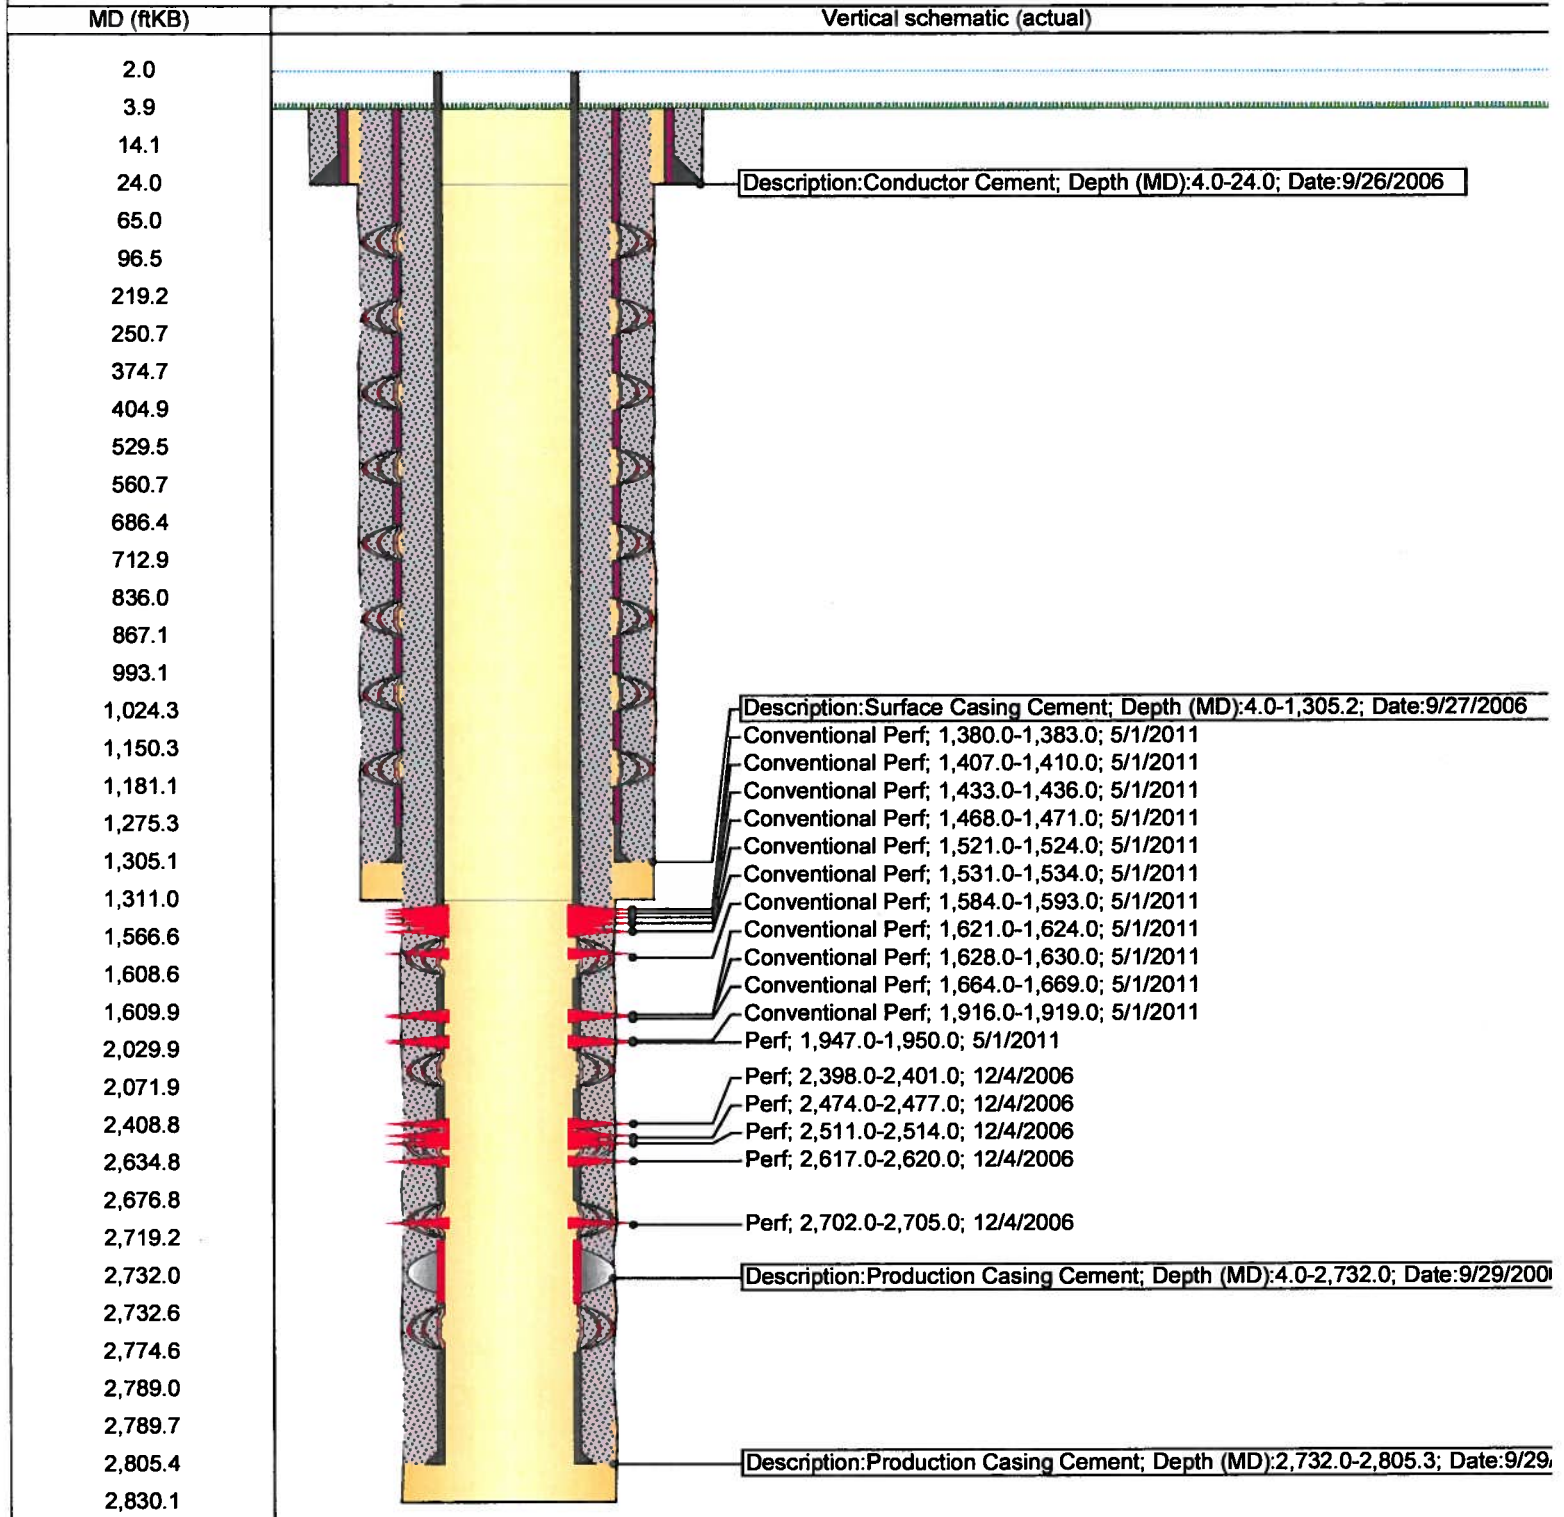 MD (ftKB)
Vertical schematic (actual)
2.0
3.9
14.1
24.0
65.0
96.5
219.2
250.7
374.7
404.9
529.5
560.7
686.4
712.9
836.0
867.1
993.1
1,024.3
1,150.3
1,181.1
1,275.3
1,305.1
1,311.0
1,566.6
1,608.6
1,609.9
2,029.9
2,071.9
2,408.8
2,634.8
2,676.8
2,719.2
2,732.0
2,732.6
2,774.6
2,789.0
2,789.7
2,805.4
2,830.1
Description:Conductor Cement; Depth (MD):4.0-24.0; Date:9/26/2006
Description:Surface Casing Cement; Depth (MD):4.0-1,305.2; Date:9/27/2006
Conventional Perf; 1,380.0-1,383.0; 5/1/2011
Conventional Perf; 1,407.0-1,410.0; 5/1/2011
Conventional Perf; 1,433.0-1,436.0; 5/1/2011
Conventional Perf; 1,468.0-1,471.0; 5/1/2011
Conventional Perf; 1,521.0-1,524.0; 5/1/2011
Conventional Perf; 1,531.0-1,534.0; 5/1/2011
Conventional Perf; 1,584.0-1,593.0; 5/1/2011
Conventional Perf; 1,621.0-1,624.0; 5/1/2011
Conventional Perf; 1,628.0-1,630.0; 5/1/2011
Conventional Perf; 1,664.0-1,669.0; 5/1/2011
Conventional Perf; 1,916.0-1,919.0; 5/1/2011
Perf; 1,947.0-1,950.0; 5/1/2011
Perf; 2,398.0-2,401.0; 12/4/2006
Perf; 2,474.0-2,477.0; 12/4/2006
Perf; 2,511.0-2,514.0; 12/4/2006
Perf; 2,617.0-2,620.0; 12/4/2006
Perf; 2,702.0-2,705.0; 12/4/2006
Description:Production Casing Cement; Depth (MD):4.0-2,732.0; Date:9/29/200
Description:Production Casing Cement; Depth (MD):2,732.0-2,805.3; Date:9/29/